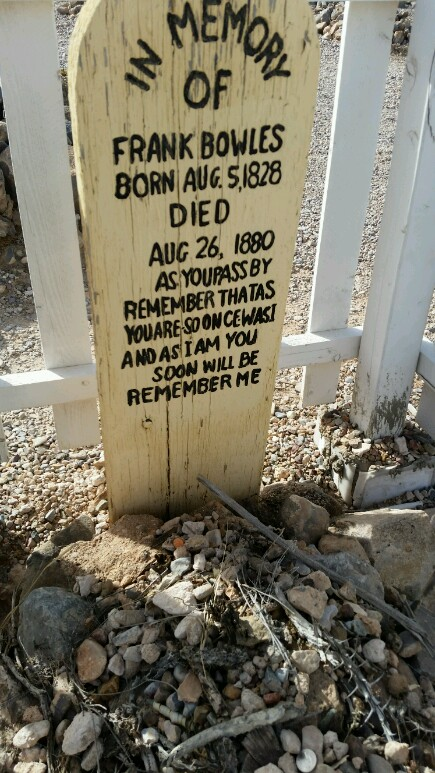 IN MEMORY
OF
FRANK BOWLES
BORN AUG. 5, 1828
DIED
AUG 26, 1880
AS YOU PASS BY
REMEMBER THAT AS
YOU ARE SO ONCE WAS I
AND AS I AM YOU
SOON WILL BE
REMEMBER ME